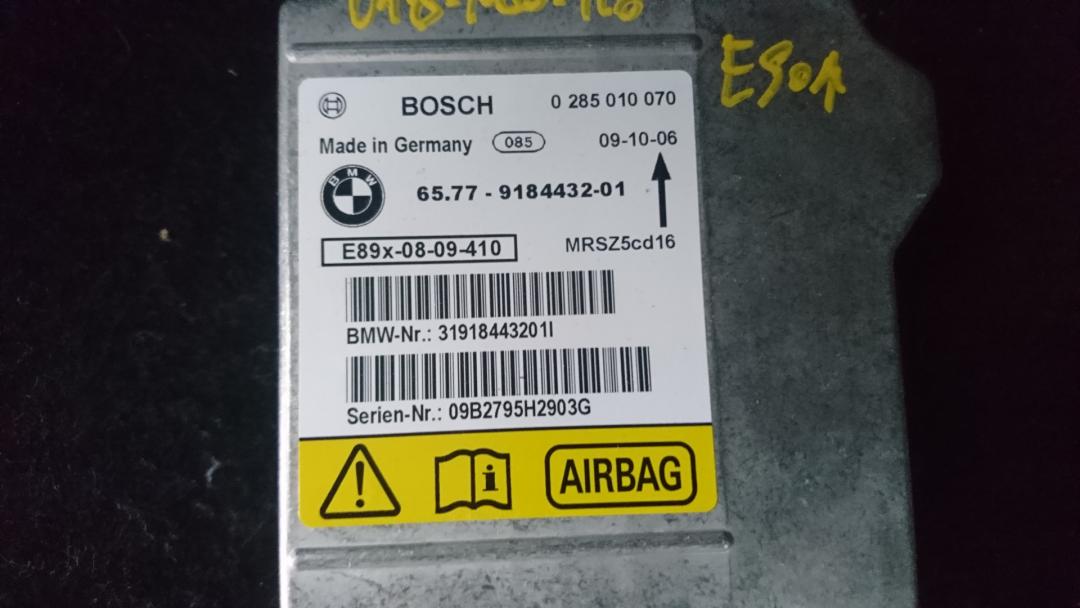 BOSCH 0 285 010 070
Made in Germany 085 09-10-06
BMW 65.77 - 9184432-01
E89x-08-09-410 MRSZ5cd16
BMW-Nr.: 31918443201I
Serien-Nr.: 09B2795H2903G
AIRBAG